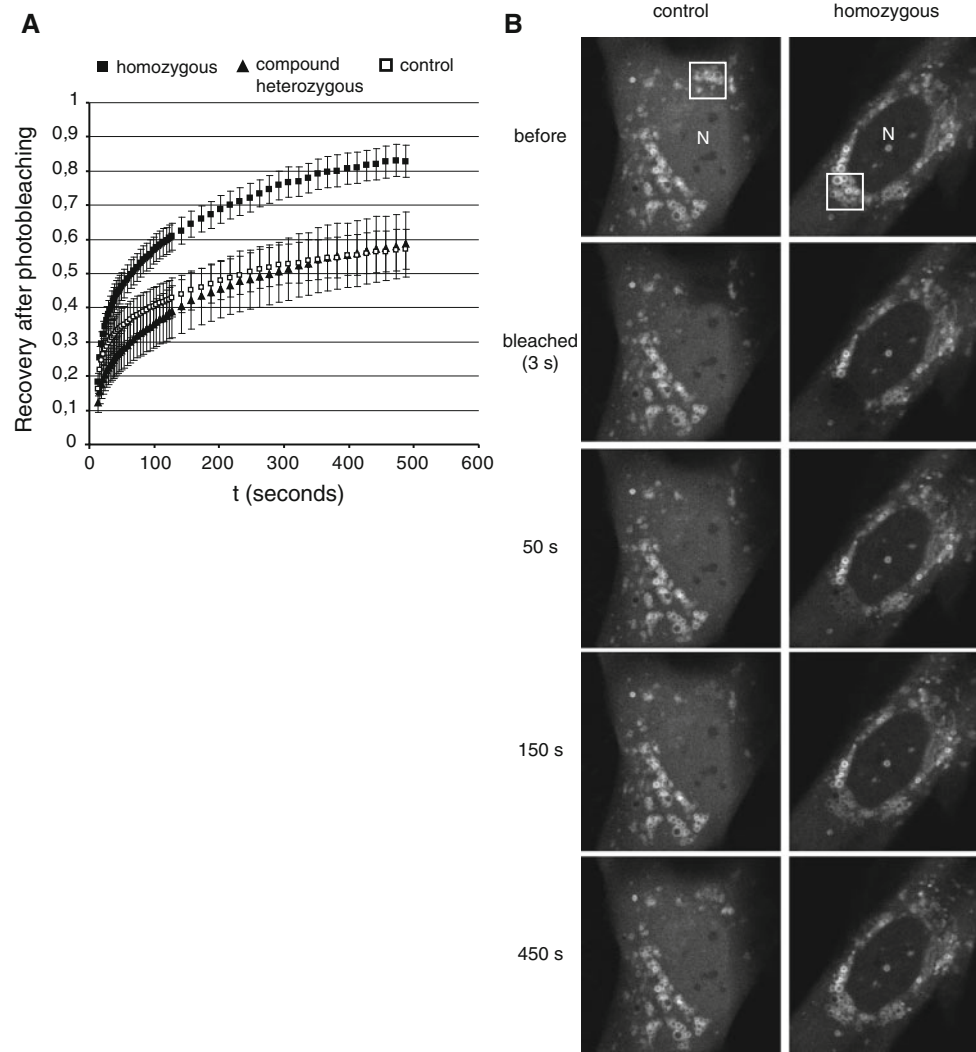 A
homozygous
compound heterozygous
control
1
0,9
0,8
0,7
0,6
0,5
0,4
0,3
0,2
0,1
0
Recovery after photobleaching
0 100 200 300 400 500 600
t (seconds)
B
control homozygous
before
N
N
bleached
(3 s)
50 s
150 s
450 s